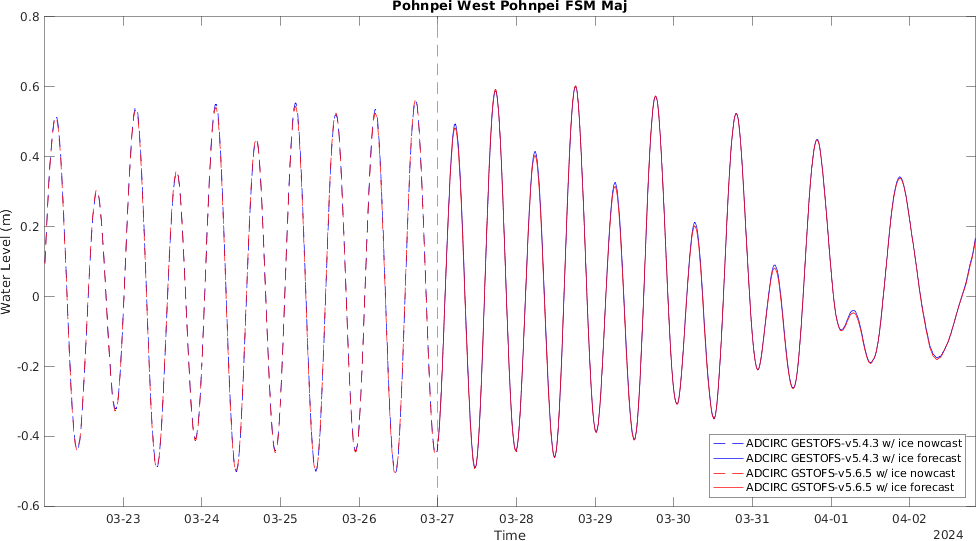 Pohnpei West Pohnpei FSM Maj
Water Level (m)
0.8
0.6
0.4
0.2
0
-0.2
-0.4
-0.6
ADCIRC GESTOFS-v5.4.3 w/ ice nowcast
ADCIRC GESTOFS-v5.4.3 w/ ice forecast
ADCIRC GSTOFS-v5.6.5 w/ ice nowcast
ADCIRC GSTOFS-v5.6.5 w/ ice forecast
03-23 03-24 03-25 03-26 03-27 03-28 03-29 03-30 03-31 04-01 04-02
Time
2024